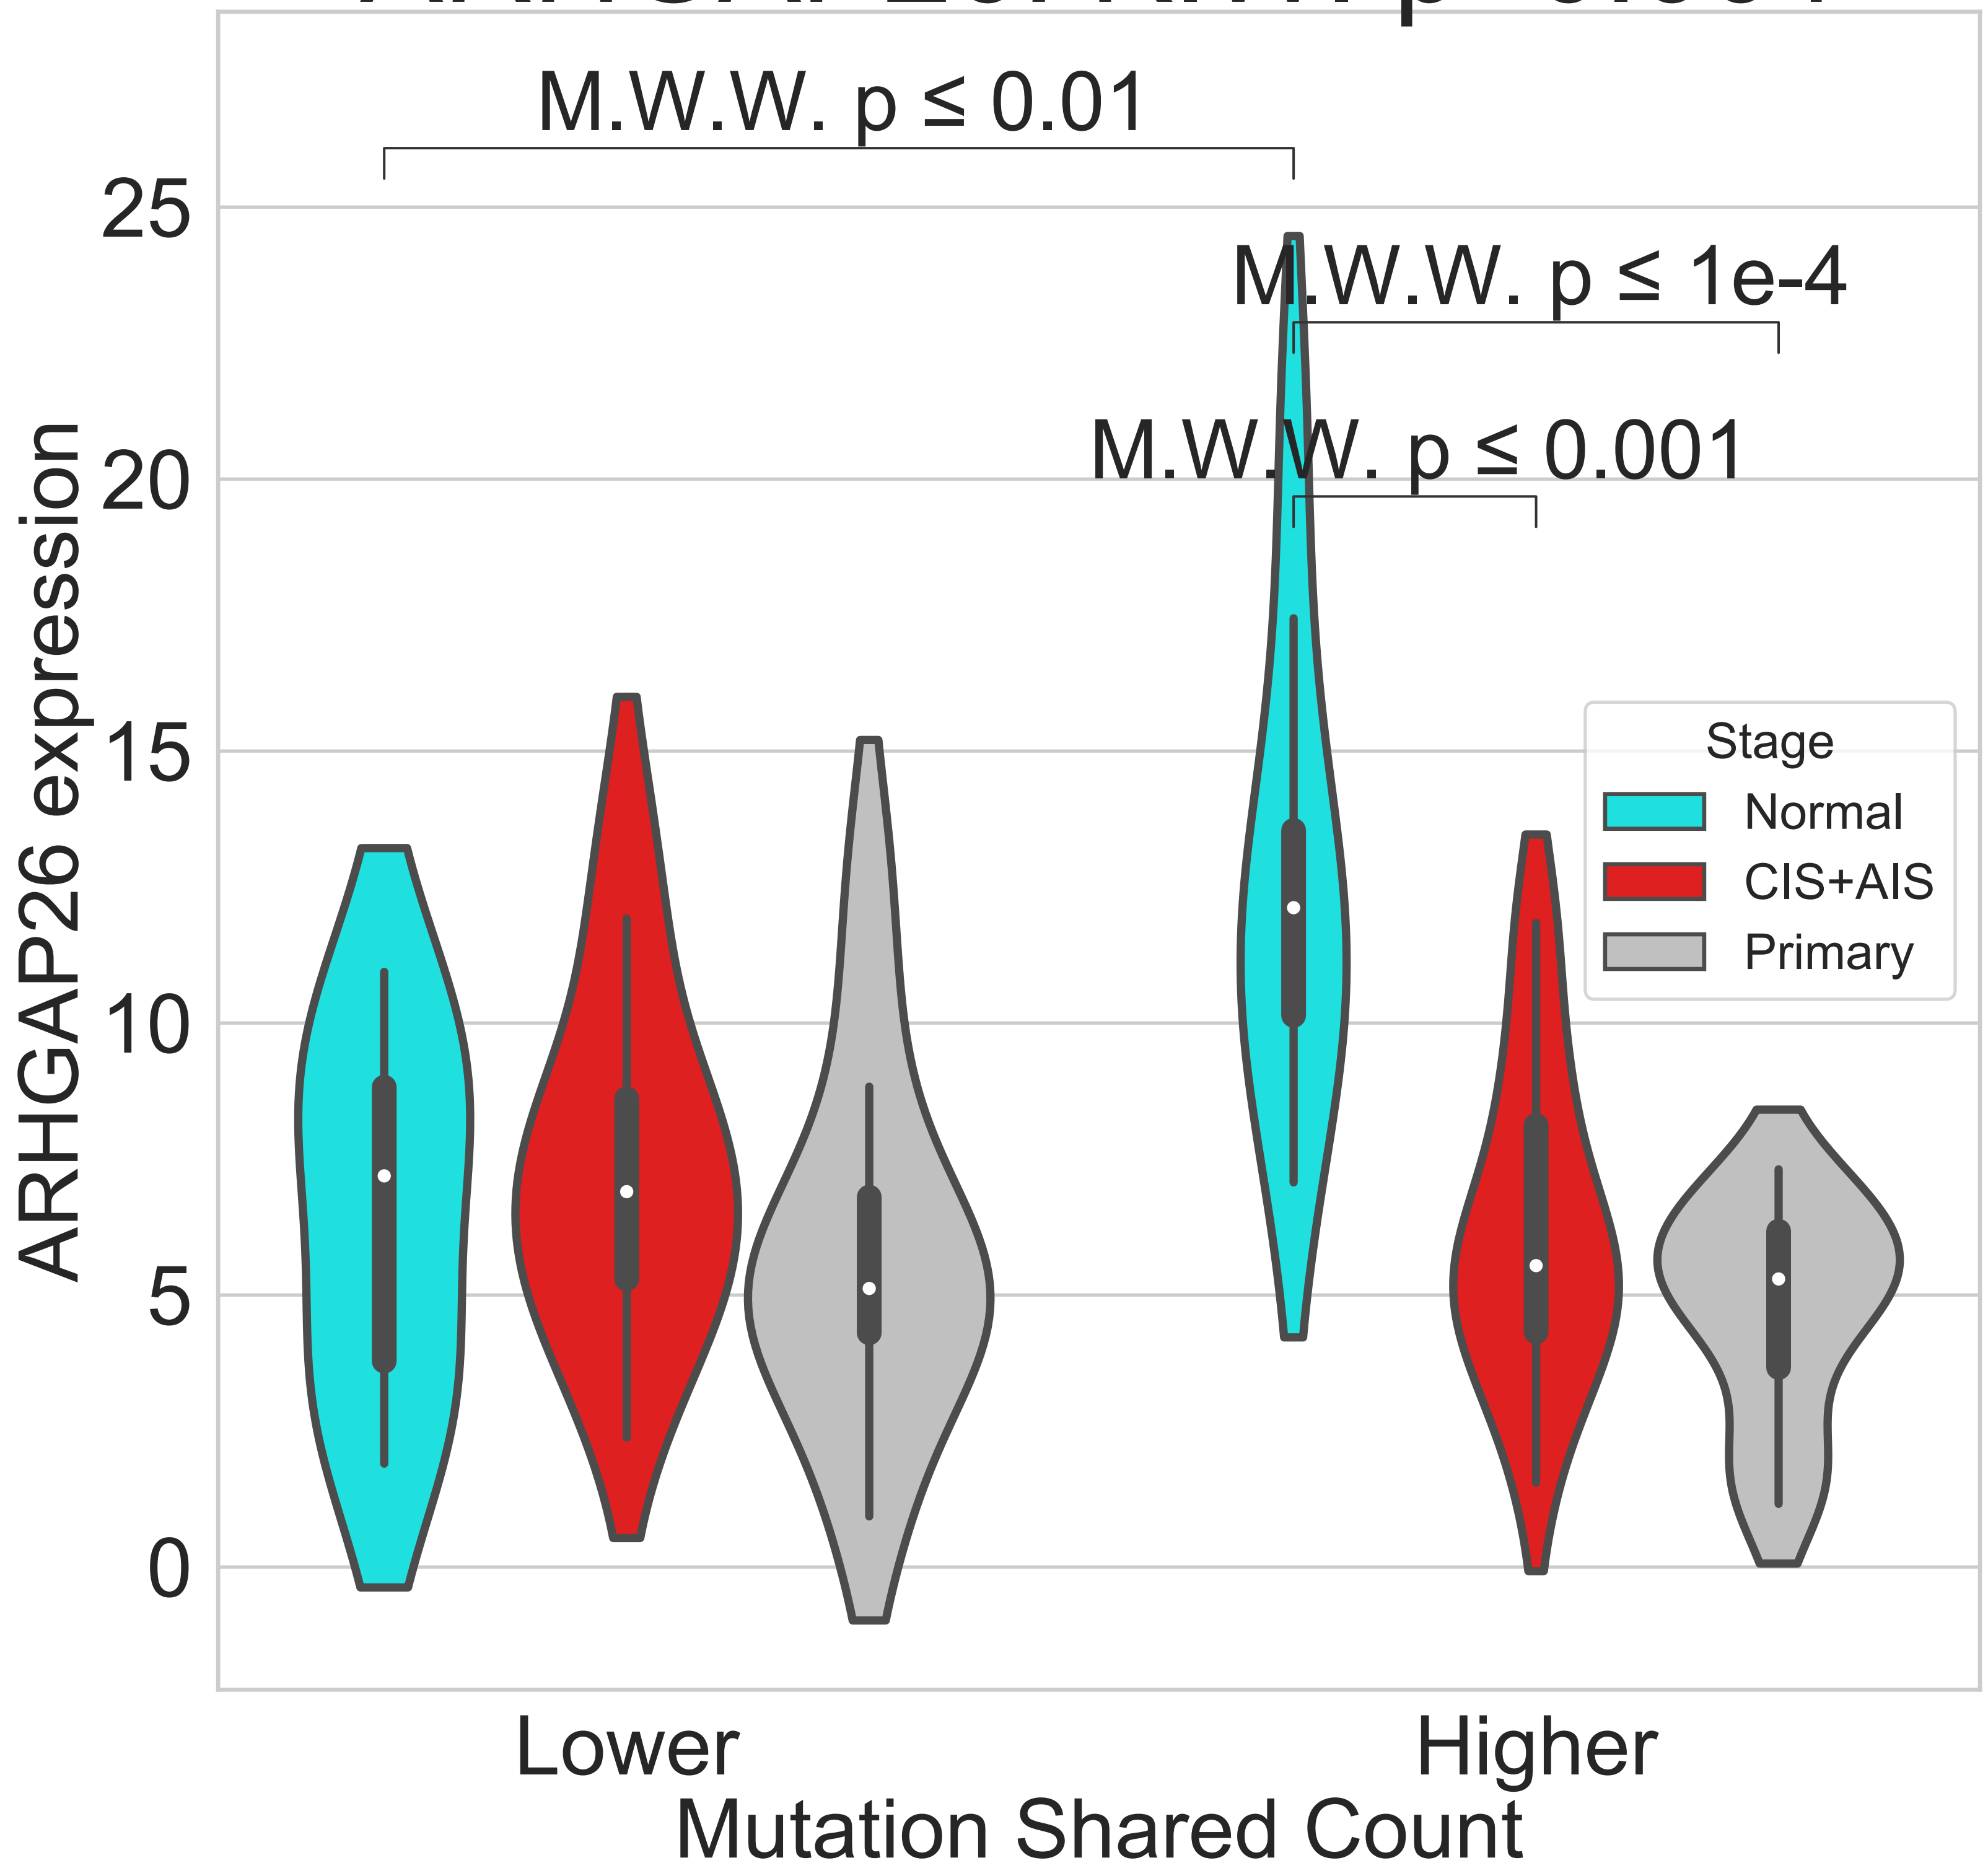 M.W.W. p ≤ 0.01
25
M.W.W. p ≤ 1e-4
M.W.W. p ≤ 0.001
20
15
10
5
0
ARHGAP26 expression
Stage
Normal
CIS+AIS
Primary
Lower
Higher
Mutation Shared Count